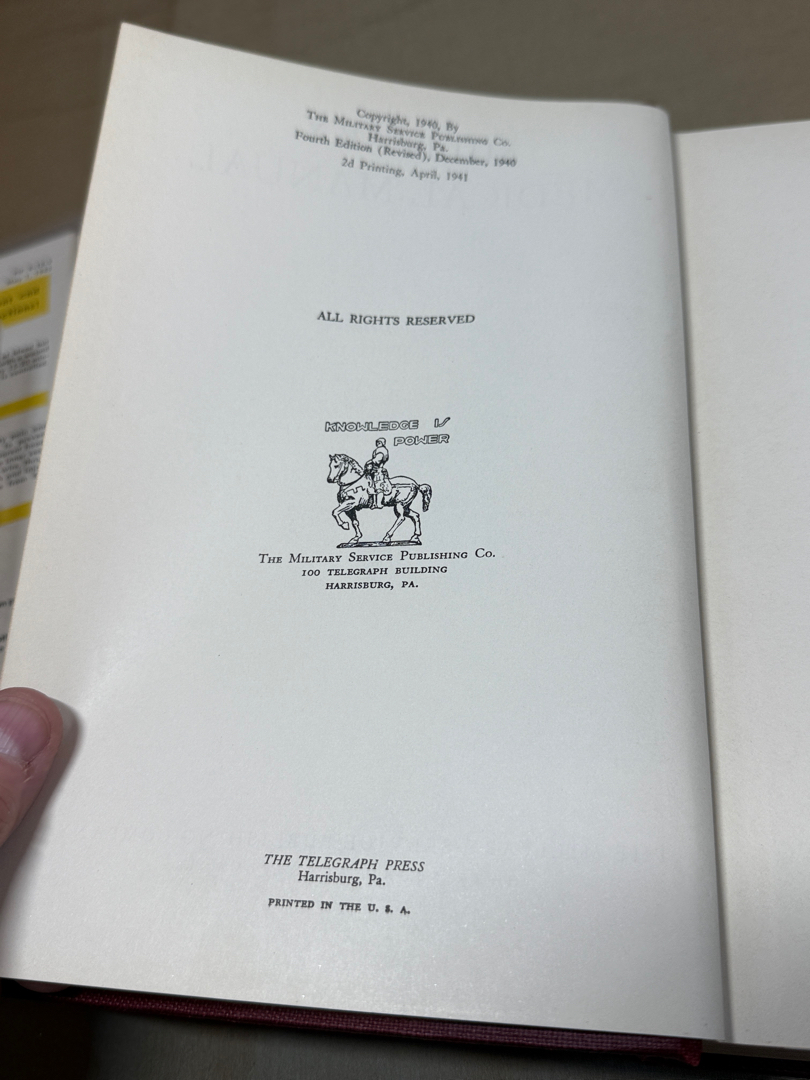 Copyright, 1940, By
The Military Service Publishing Co.
Harrisburg, Pa.
Fourth Edition (Revised), December, 1940
2d Printing, April, 1941
ALL RIGHTS RESERVED
KNOWLEDGE IS
POWER
The Military Service Publishing Co.
100 TELEGRAPH BUILDING
HARRISBURG, PA.
THE TELEGRAPH PRESS
Harrisburg, Pa.
PRINTED IN THE U. S. A.